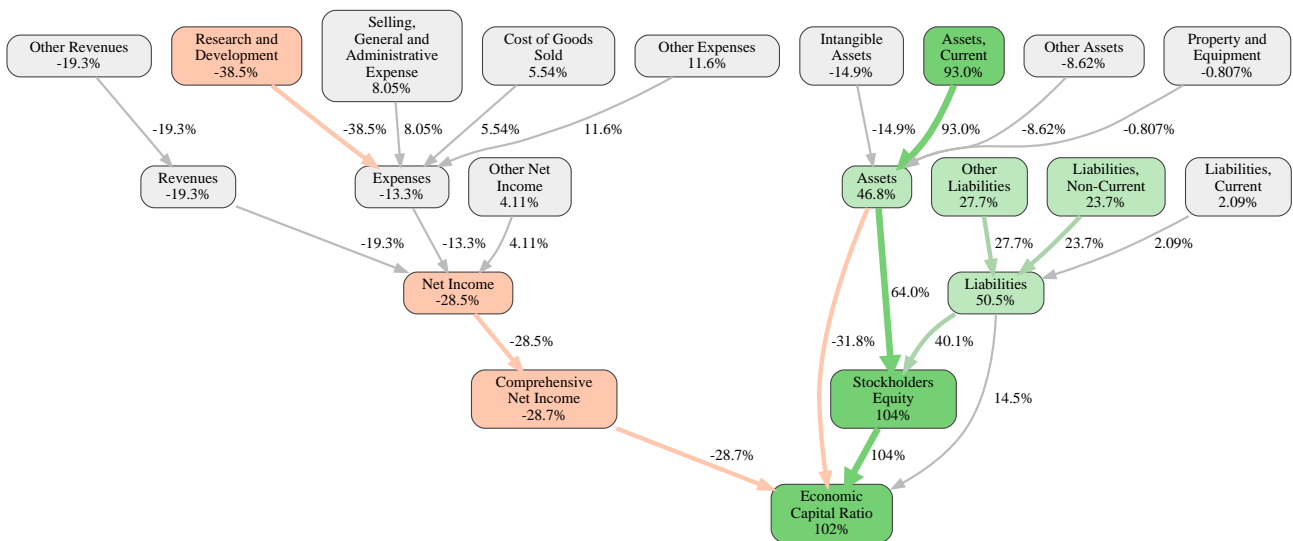 Other Revenues
-19.3%
Research and
Development
-38.5%
Selling,
General and
Administrative
Expense
8.05%
Cost of Goods
Sold
5.54%
Other Expenses
11.6%
Intangible
Assets
-14.9%
Assets,
Current
93.0%
Other Assets
-8.62%
Property and
Equipment
-0.807%
-19.3%
-38.5%
8.05%
5.54%
11.6%
-14.9%
93.0%
-8.62%
-0.807%
Revenues
-19.3%
Expenses
-13.3%
Other Net
Income
4.11%
Assets
46.8%
Other
Liabilities
27.7%
Liabilities,
Non-Current
23.7%
Liabilities,
Current
2.09%
-19.3%
-13.3%
4.11%
27.7%
23.7%
2.09%
Net Income
-28.5%
64.0%
Liabilities
50.5%
-28.5%
-31.8%
40.1%
Comprehensive
Net Income
-28.7%
Stockholders
Equity
104%
14.5%
-28.7%
104%
Economic
Capital Ratio
102%